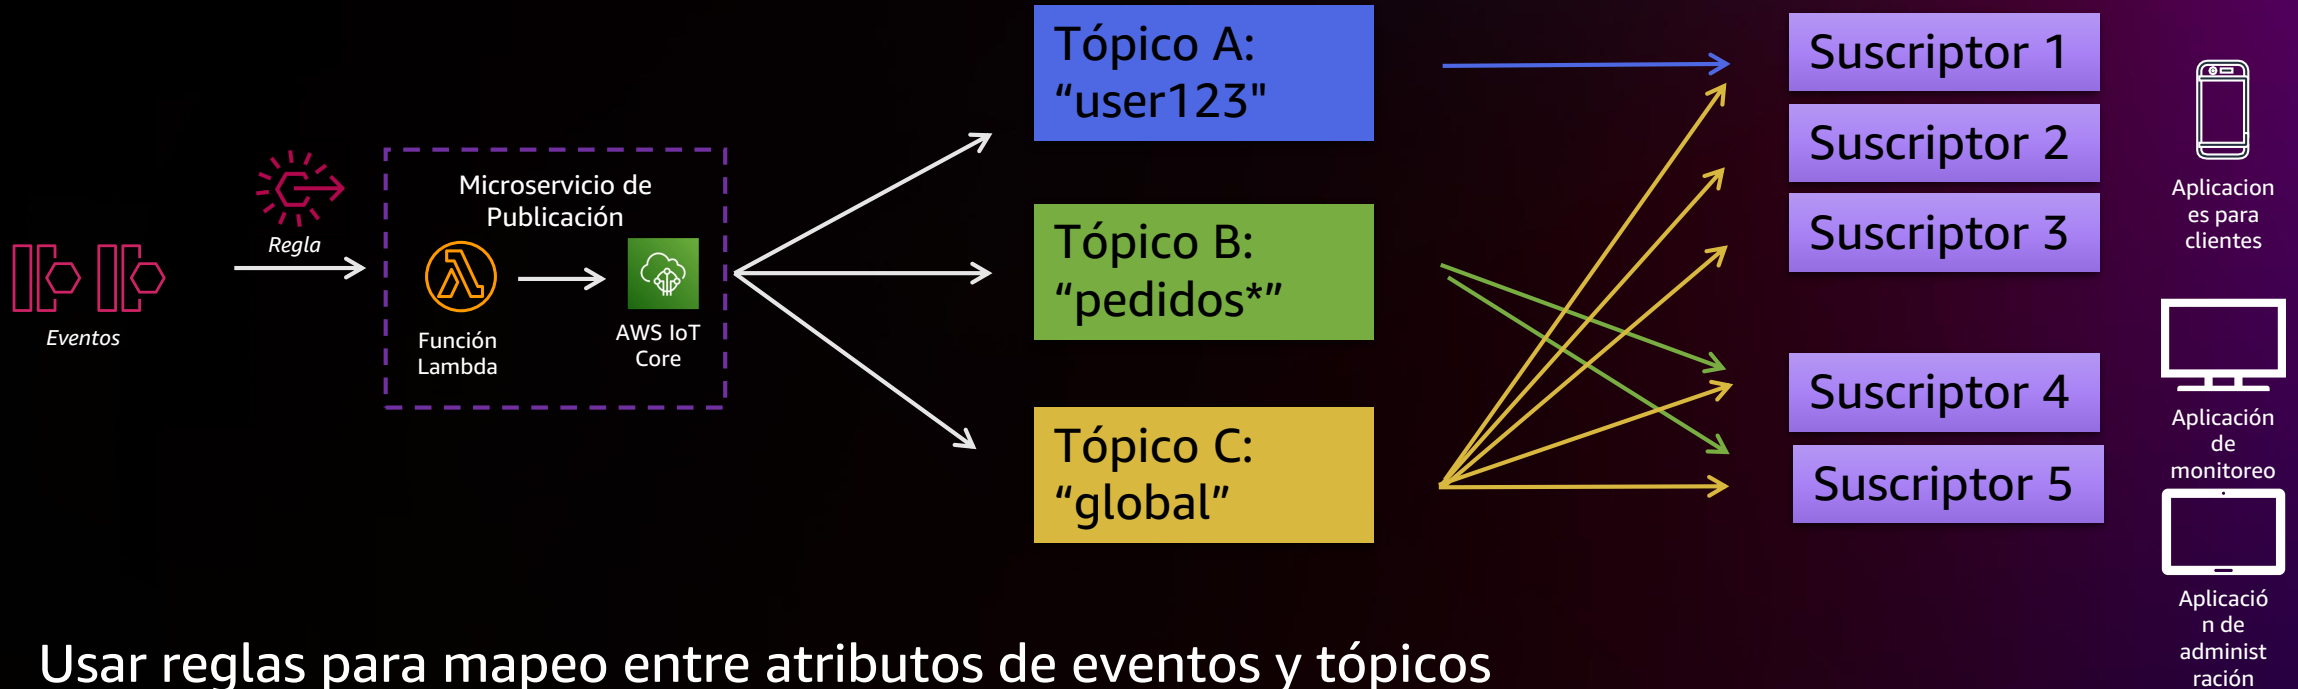 Eventos
Regla
Microservicio de
Publicación
Función
Lambda
AWS IoT
Core
Tópico A:
“user123"
Tópico B:
“pedidos*”
Tópico C:
“global”
Suscriptor 1
Suscriptor 2
Suscriptor 3
Suscriptor 4
Suscriptor 5
Aplicacion
es para
clientes
Aplicación
de
monitoreo
Aplicació
n de
administ
ración
Usar reglas para mapeo entre atributos de eventos y tópicos